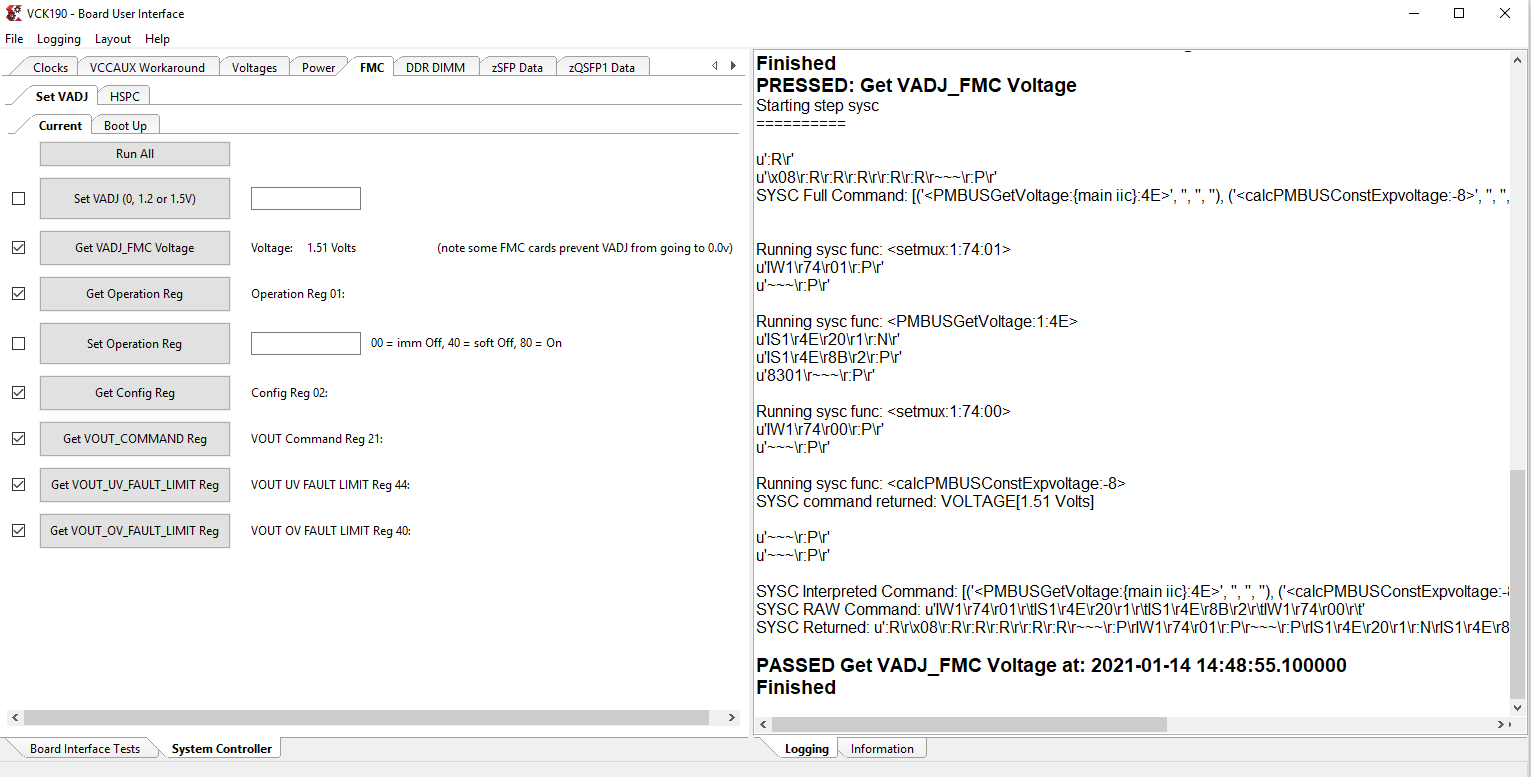 VCK190 - Board User Interface
File Logging Layout Help
Clocks VCCAUX Workaround Voltages Power FMC DDR DIMM zSFP Data zQSFP1 Data
Set VADJ HSPC
Current Boot Up
Run All
Set VADJ (0, 1.2 or 1.5V)
Get VADJ_FMC Voltage Voltage: 1.51 Volts (note some FMC cards prevent VADJ from going to 0.0v)
Get Operation Reg Operation Reg 01:
Set Operation Reg 00 = imm Off, 40 = soft Off, 80 = On
Get Config Reg Config Reg 02:
Get VOUT_COMMAND Reg VOUT Command Reg 21:
Get VOUT_UV_FAULT_LIMIT Reg VOUT UV FAULT LIMIT Reg 44:
Get VOUT_OV_FAULT_LIMIT Reg VOUT OV FAULT LIMIT Reg 40:
Board Interface Tests System Controller
Finished
PRESSED: Get VADJ_FMC Voltage
Starting step sysc
==========
u':R\r'
u'\x08\r:R\r:R\r:R\r\r:R\r:R\r~~~\r:P\r'
SYSC Full Command: [('<PMBUSGetVoltage:{main iic}:4E>', '', '', ''), ('<calcPMBUSConstExpvoltage:-8>', '', '',
Running sysc func: <setmux:1:74:01>
u'IW1\r74\r01\r:P\r'
u'~~~\r:P\r'
Running sysc func: <PMBUSGetVoltage:1:4E>
u'IS1\r4E\r20\r1\r:N\r'
u'IS1\r4E\r8B\r2\r:P\r'
u'8301\r~~~\r:P\r'
Running sysc func: <setmux:1:74:00>
u'IW1\r74\r00\r:P\r'
u'~~~\r:P\r'
Running sysc func: <calcPMBUSConstExpvoltage:-8>
SYSC command returned: VOLTAGE[1.51 Volts]
u'~~~\r:P\r'
u'~~~\r:P\r'
SYSC Interpreted Command: [('<PMBUSGetVoltage:{main iic}:4E>', '', '', ''), ('<calcPMBUSConstExpvoltage:-8
SYSC RAW Command: u'IW1\r74\r01\r\tIS1\r4E\r20\r1\r\tIS1\r4E\r8B\r2\r\tIW1\r74\r00\r\t'
SYSC Returned: u':R\r\x08\r:R\r:R\r:R\r\r:R\r:R\r~~~\r:P\rIW1\r74\r01\r:P\r~~~\r:P\rIS1\r4E\r20\r1\r:N\rIS1\r4E\r8
PASSED Get VADJ_FMC Voltage at: 2021-01-14 14:48:55.100000
Finished
Logging Information